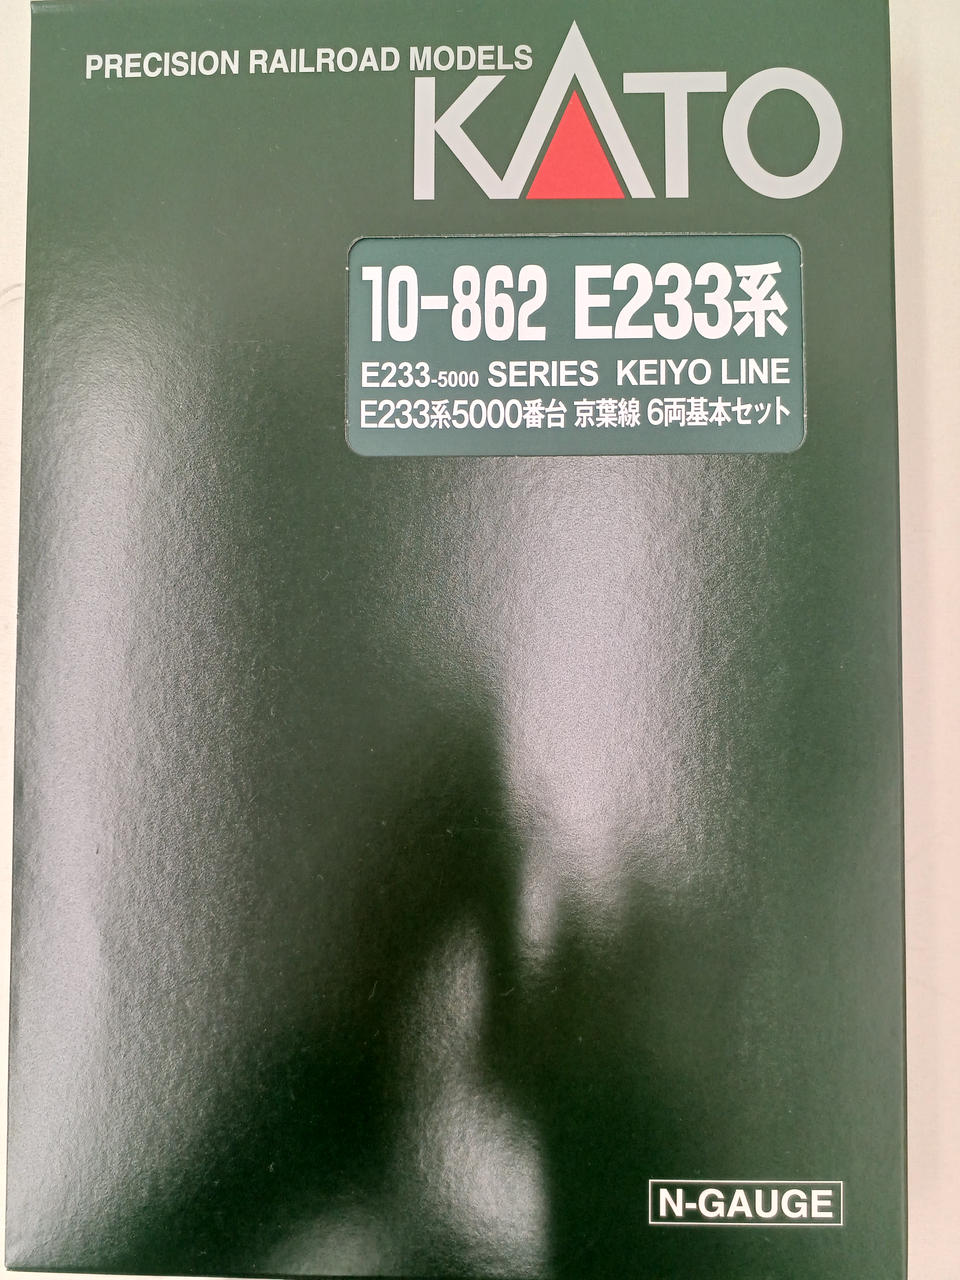 PRECISION RAILROAD MODELS
KATO
10-862 E233系
E233-5000 SERIES KEIYO LINE
E233系5000番台 京葉線 6両基本セット
N-GAUGE